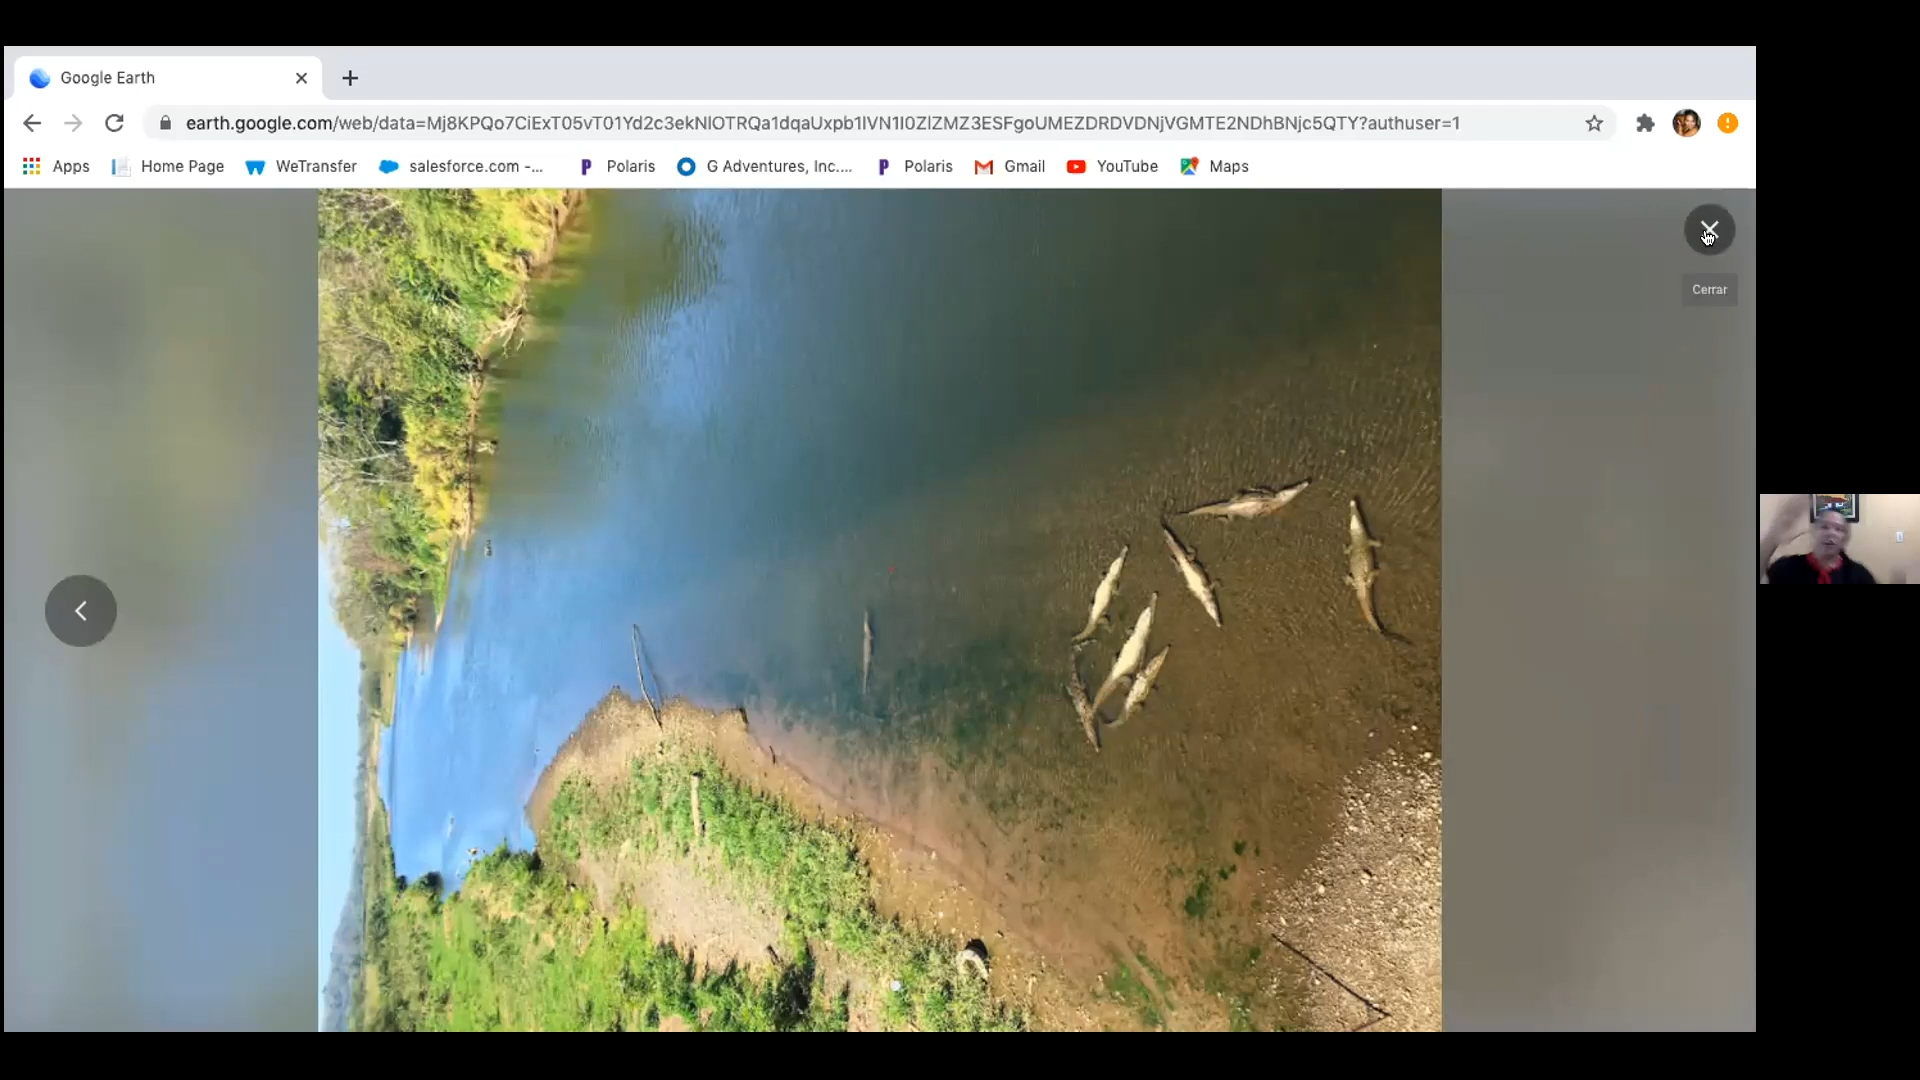 Google Earth
earth.google.com/web/data=Mj8KPQo7CiExT05vT01Yd2c3ekNlOTRQa1dqaUxpb1lVN1I0ZlZMZ3ESFgoUMEZDRDVDNjVGMTE2NDhBNjc5QTY?authuser=1
Apps Home Page WeTransfer salesforce.com -... Polaris G Adventures, Inc.... Polaris Gmail YouTube Maps
Cerrar